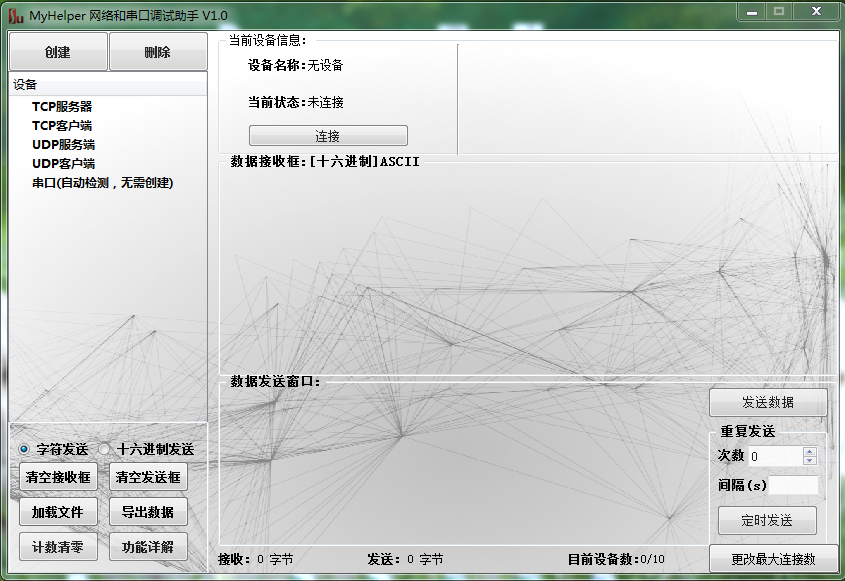 MyHelper 网络和串口调试助手 V1.0
创建
删除
设备
TCP服务器
TCP客户端
UDP服务端
UDP客户端
串口(自动检测，无需创建)
字符发送
十六进制发送
清空接收框
清空发送框
加载文件
导出数据
计数清零
功能详解
当前设备信息:
设备名称:无设备
当前状态:未连接
连接
数据接收框:[十六进制]ASCII
数据发送窗口:
发送数据
重复发送
次数 0
间隔(s)
定时发送
接收: 0 字节
发送: 0 字节
目前设备数:0/10
更改最大连接数